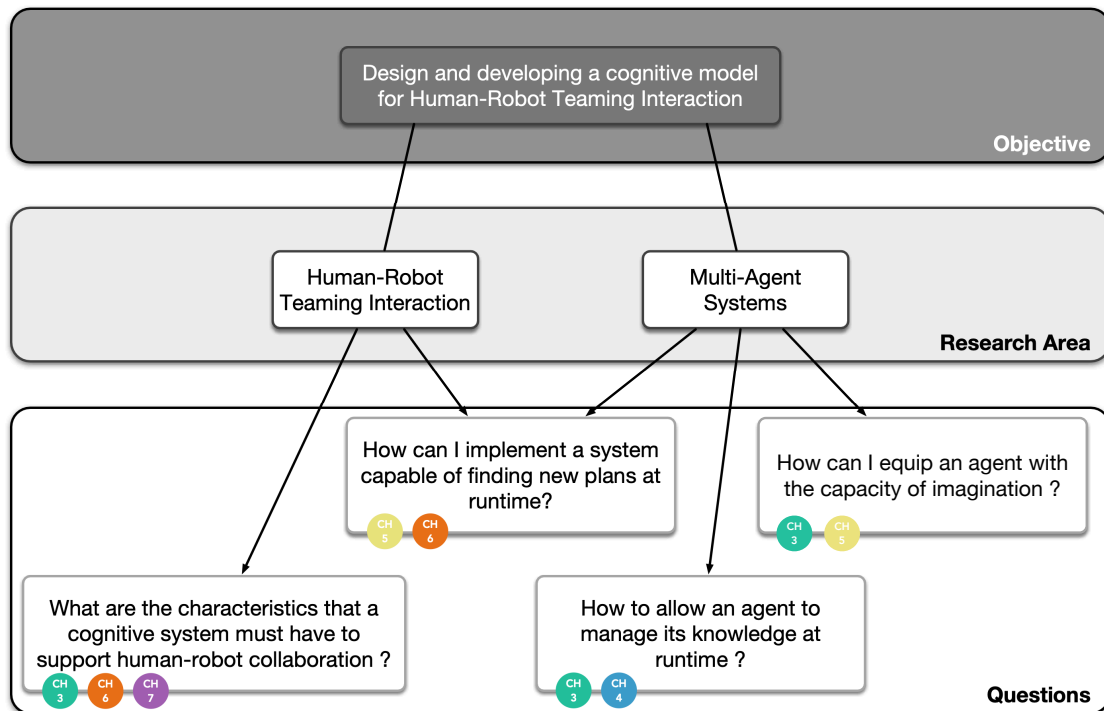 Design and developing a cognitive model
for Human-Robot Teaming Interaction
Objective
Human-Robot
Teaming Interaction
Multi-Agent
Systems
Research Area
How can I implement a system
capable of finding new plans at
runtime?
CH
5
CH
6
How can I equip an agent with
the capacity of imagination ?
CH
3
CH
5
What are the characteristics that a
cognitive system must have to
support human-robot collaboration ?
CH
3
CH
6
CH
7
How to allow an agent to
manage its knowledge at
runtime ?
CH
3
CH
4
Questions